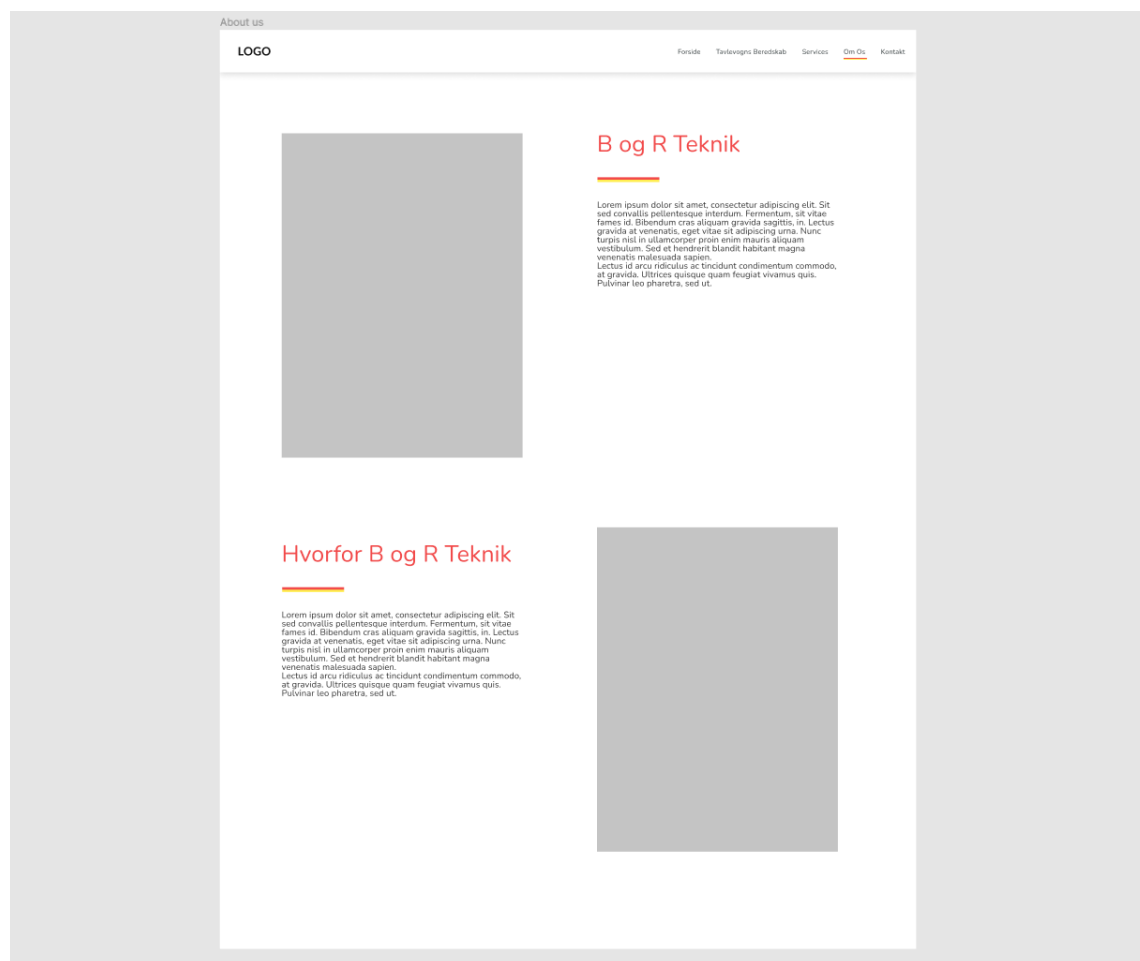 About us
LOGO
Forside Tavlevogns Beredskab Services Om Os Kontakt
B og R Teknik
Lorem ipsum dolor sit amet, consectetur adipiscing elit. Sit
sed convallis pellentesque interdum. Fermentum, sit vitae
fames id. Bibendum cras aliquam gravida sagittis, in. Lectus
gravida at venenatis, eget vitae sit adipiscing urna. Nunc
turpis nisl in ullamcorper proin enim mauris aliquam
vestibulum. Sed et hendrerit blandit habitant magna
venenatis malesuada sapien.
Lectus id arcu ridiculus ac tincidunt condimentum commodo,
at gravida. Ultrices quisque quam feugiat vivamus quis.
Pulvinar leo pharetra, sed ut.
Hvorfor B og R Teknik
Lorem ipsum dolor sit amet, consectetur adipiscing elit. Sit
sed convallis pellentesque interdum. Fermentum, sit vitae
fames id. Bibendum cras aliquam gravida sagittis, in. Lectus
gravida at venenatis, eget vitae sit adipiscing urna. Nunc
turpis nisl in ullamcorper proin enim mauris aliquam
vestibulum. Sed et hendrerit blandit habitant magna
venenatis malesuada sapien.
Lectus id arcu ridiculus ac tincidunt condimentum commodo,
at gravida. Ultrices quisque quam feugiat vivamus quis.
Pulvinar leo pharetra, sed ut.